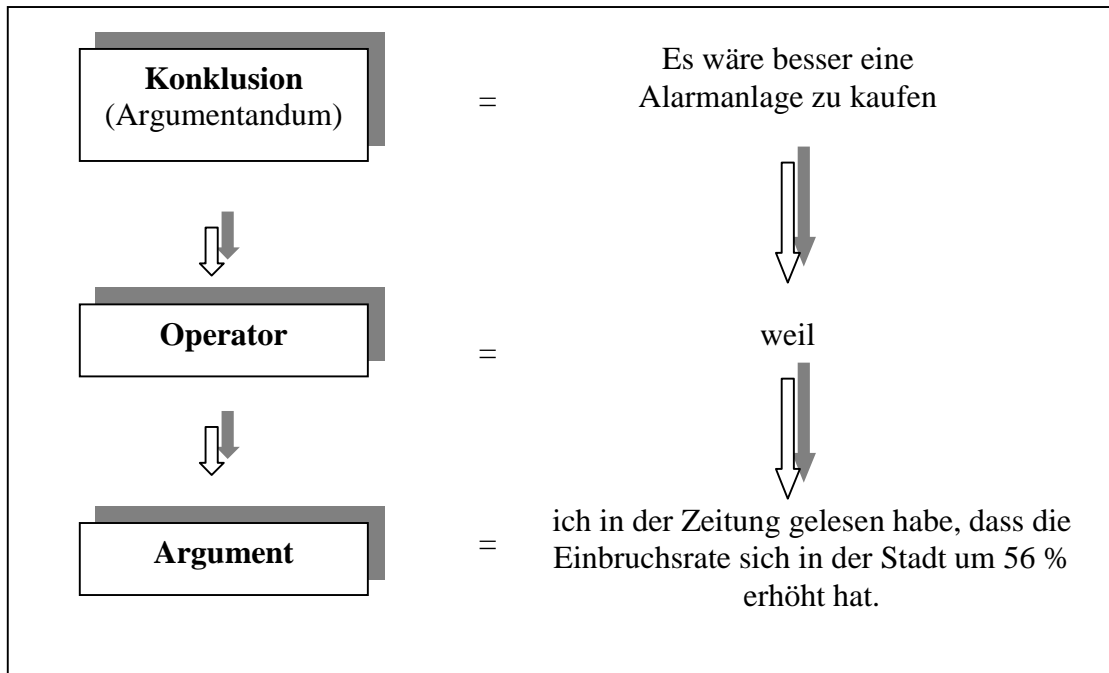 Konklusion
(Argumentandum)
=
Es wäre besser eine
Alarmanlage zu kaufen
Operator
=
weil
Argument
=
ich in der Zeitung gelesen habe, dass die
Einbruchsrate sich in der Stadt um 56 %
erhöht hat.